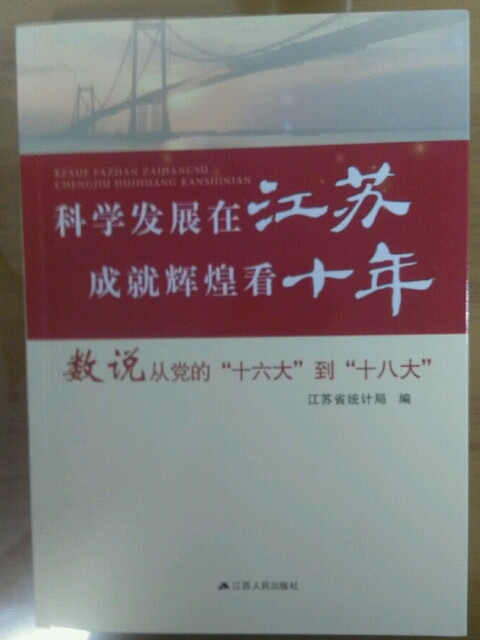 KEXUE FAZHAN ZAIJIANGSU
CHENGJIU HUIHUANG KANSHINIAN
科学发展在江苏
成就辉煌看十年
数说从党的“十六大”到“十八大”
江苏省统计局 编
江苏人民出版社